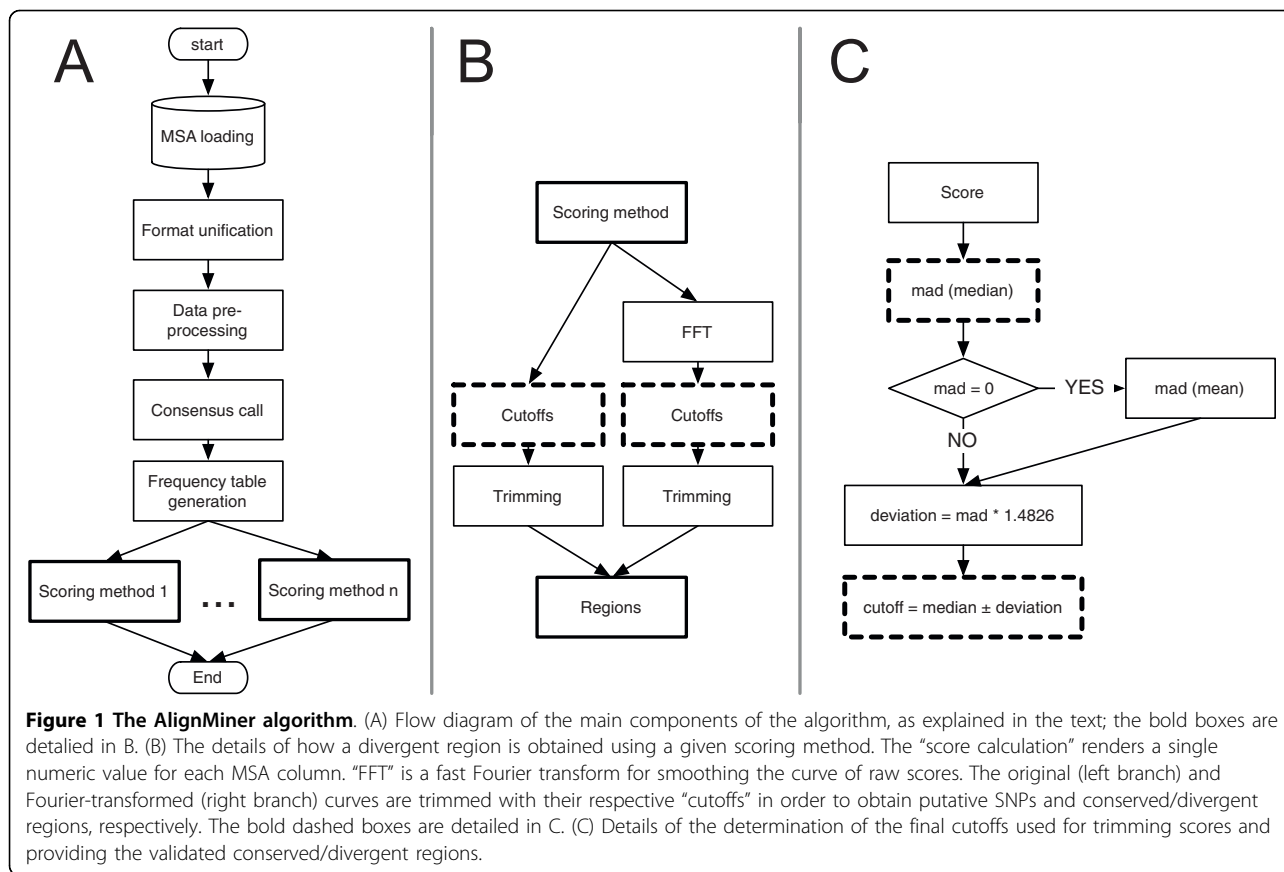 A
start
MSA loading
Format unification
Data pre-
processing
Consensus call
Frequency table
generation
Scoring method 1
...
Scoring method n
End
B
Scoring method
FFT
Cutoffs
Cutoffs
Trimming
Trimming
Regions
C
Score
mad (median)
mad = 0
YES
mad (mean)
NO
deviation = mad * 1.4826
cutoff = median ± deviation
Figure 1 The AlignMiner algorithm. (A) Flow diagram of the main components of the algorithm, as explained in the text; the bold boxes are
detalied in B. (B) The details of how a divergent region is obtained using a given scoring method. The “score calculation” renders a single
numeric value for each MSA column. “FFT” is a fast Fourier transform for smoothing the curve of raw scores. The original (left branch) and
Fourier-transformed (right branch) curves are trimmed with their respective “cutoffs” in order to obtain putative SNPs and conserved/divergent
regions, respectively. The bold dashed boxes are detailed in C. (C) Details of the determination of the final cutoffs used for trimming scores and
providing the validated conserved/divergent regions.